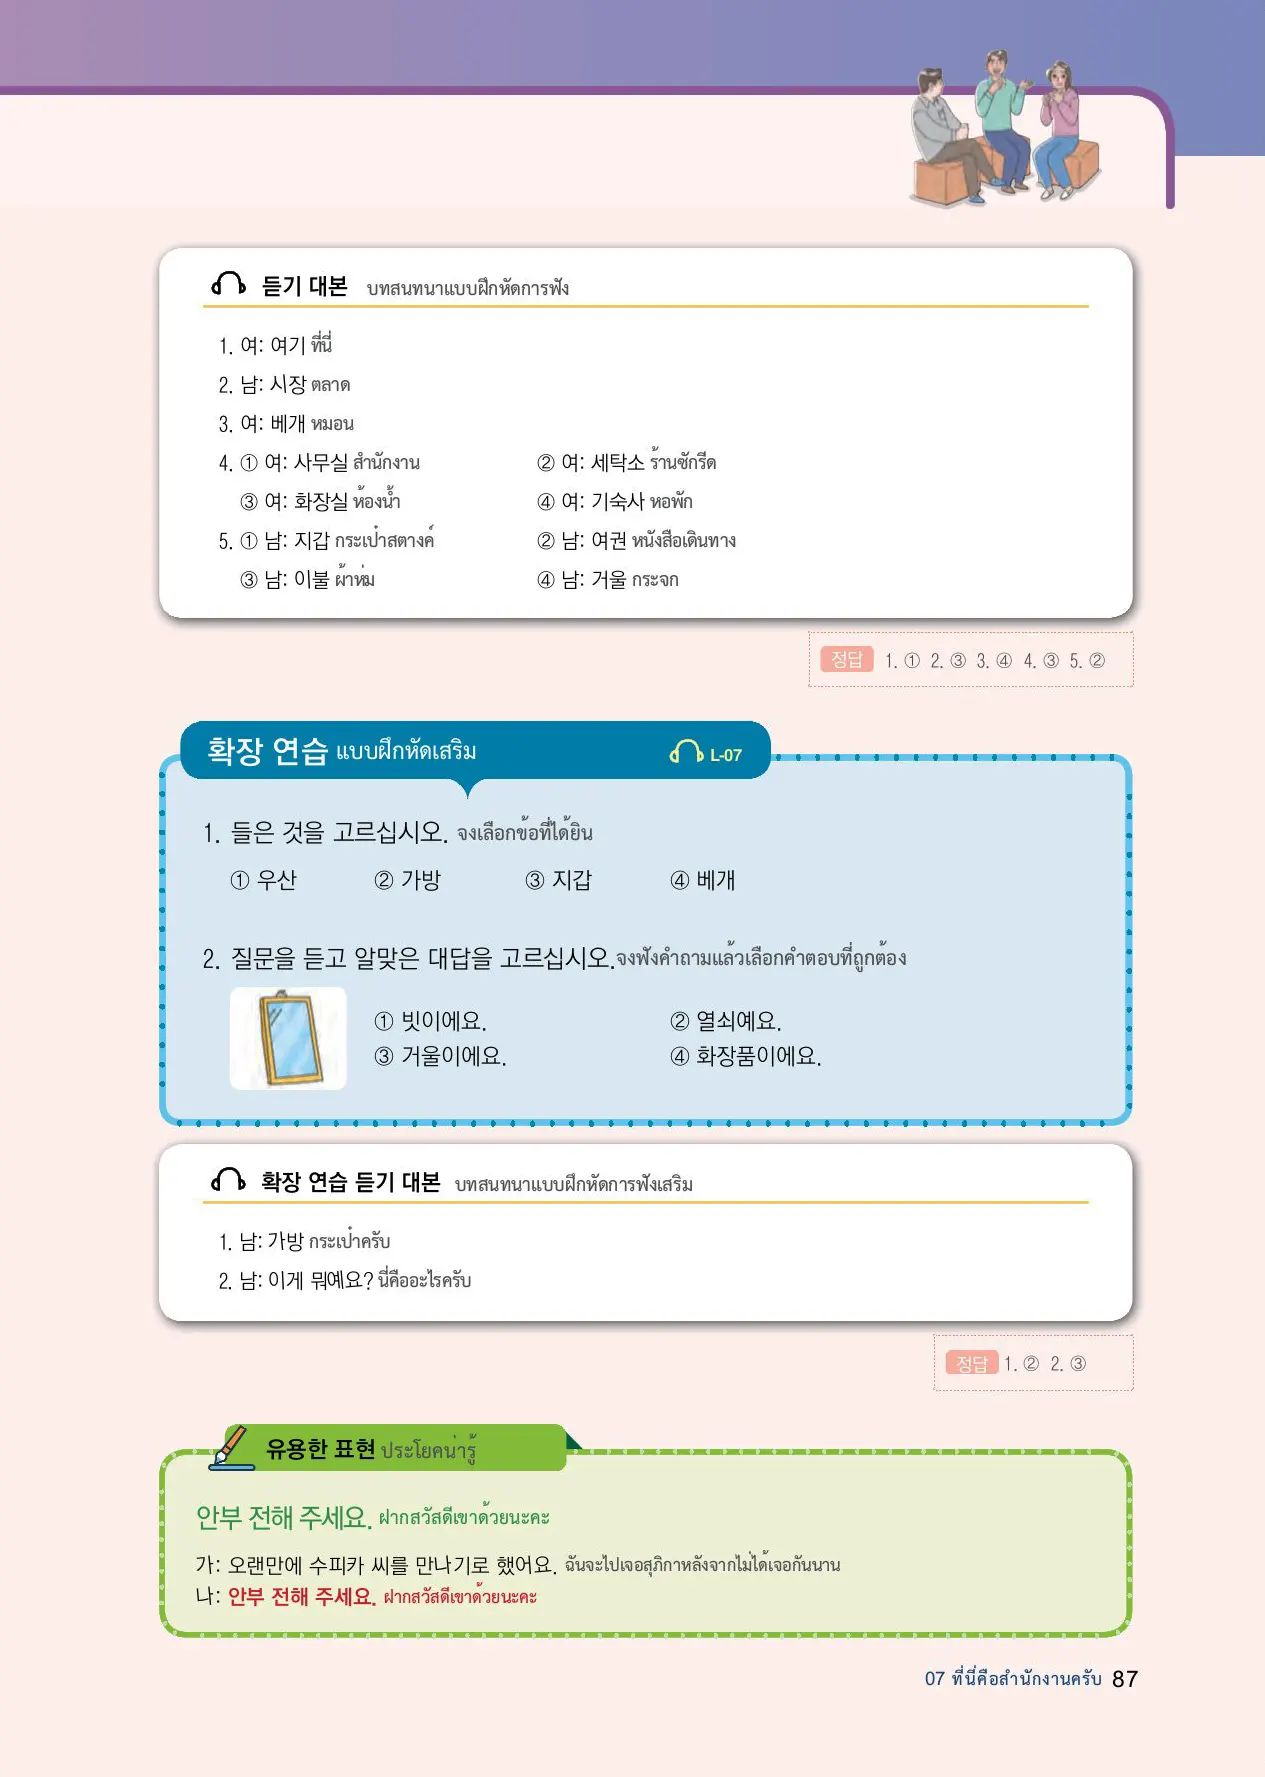 듣기 대본 บทสนทนาแบบฝึกหัดการฟัง
1. 여: 여기 ที่นี่
2. 남: 시장 ตลาด
3. 여: 베개 หมอน
4. ① 여: 사무실 สำนักงาน ② 여: 세탁소 ร้านซักรีด
③ 여: 화장실 ห้องน้ำ ④ 여: 기숙사 หอพัก
5. ① 남: 지갑 กระเป๋าสตางค์ ② 남: 여권 หนังสือเดินทาง
③ 남: 이불 ผ้าห่ม ④ 남: 거울 กระจก
정답 1. ① 2. ③ 3. ④ 4. ③ 5. ②
확장 연습 แบบฝึกหัดเสริม L-07
1. 들은 것을 고르십시오. จงเลือกข้อที่ได้ยิน
① 우산 ② 가방 ③ 지갑 ④ 베개
2. 질문을 듣고 알맞은 대답을 고르십시오. จงฟังคำถามแล้วเลือกคำตอบที่ถูกต้อง
① 빗이에요. ② 열쇠예요.
③ 거울이에요. ④ 화장품이에요.
확장 연습 듣기 대본 บทสนทนาแบบฝึกหัดการฟังเสริม
1. 남: 가방 กระเป๋าครับ
2. 남: 이게 뭐예요? นี่คืออะไรครับ
정답 1. ② 2. ③
유용한 표현 ประโยคน่ารู้
안부 전해 주세요. ฝากสวัสดีเขาด้วยนะคะ
가: 오랜만에 수피카 씨를 만나기로 했어요. ฉันจะไปเจอสุภิกาหลังจากไม่ได้เจอกันนาน
나: 안부 전해 주세요. ฝากสวัสดีเขาด้วยนะคะ
07 ที่นี่คือสำนักงานครับ 87